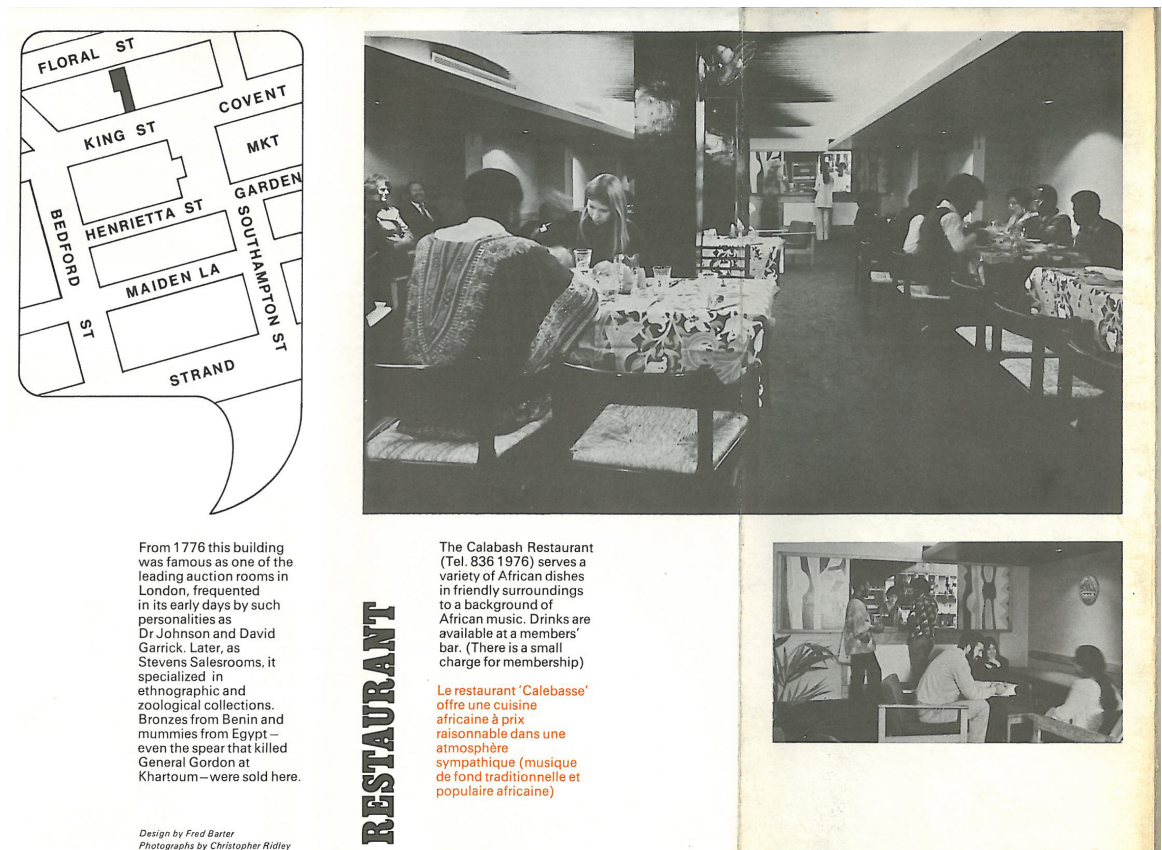 FLORAL ST
COVENT
KING ST
MKT
GARDEN
HENRIETTA ST
BEDFORD
ST
SOUTHAMPTON ST
MAIDEN LA
STRAND
From 1776 this building
was famous as one of the
leading auction rooms in
London, frequented
in its early days by such
personalities as
Dr Johnson and David
Garrick. Later, as
Stevens Salesrooms, it
specialized in
ethnographic and
zoological collections.
Bronzes from Benin and
mummies from Egypt –
even the spear that killed
General Gordon at
Khartoum – were sold here.
Design by Fred Barter
Photographs by Christopher Ridley
RESTAURANT
The Calabash Restaurant
(Tel. 836 1976) serves a
variety of African dishes
in friendly surroundings
to a background of
African music. Drinks are
available at a members'
bar. (There is a small
charge for membership)
Le restaurant 'Calebasse'
offre une cuisine
africaine à prix
raisonnable dans une
atmosphère
sympathique (musique
de fond traditionnelle et
populaire africaine)